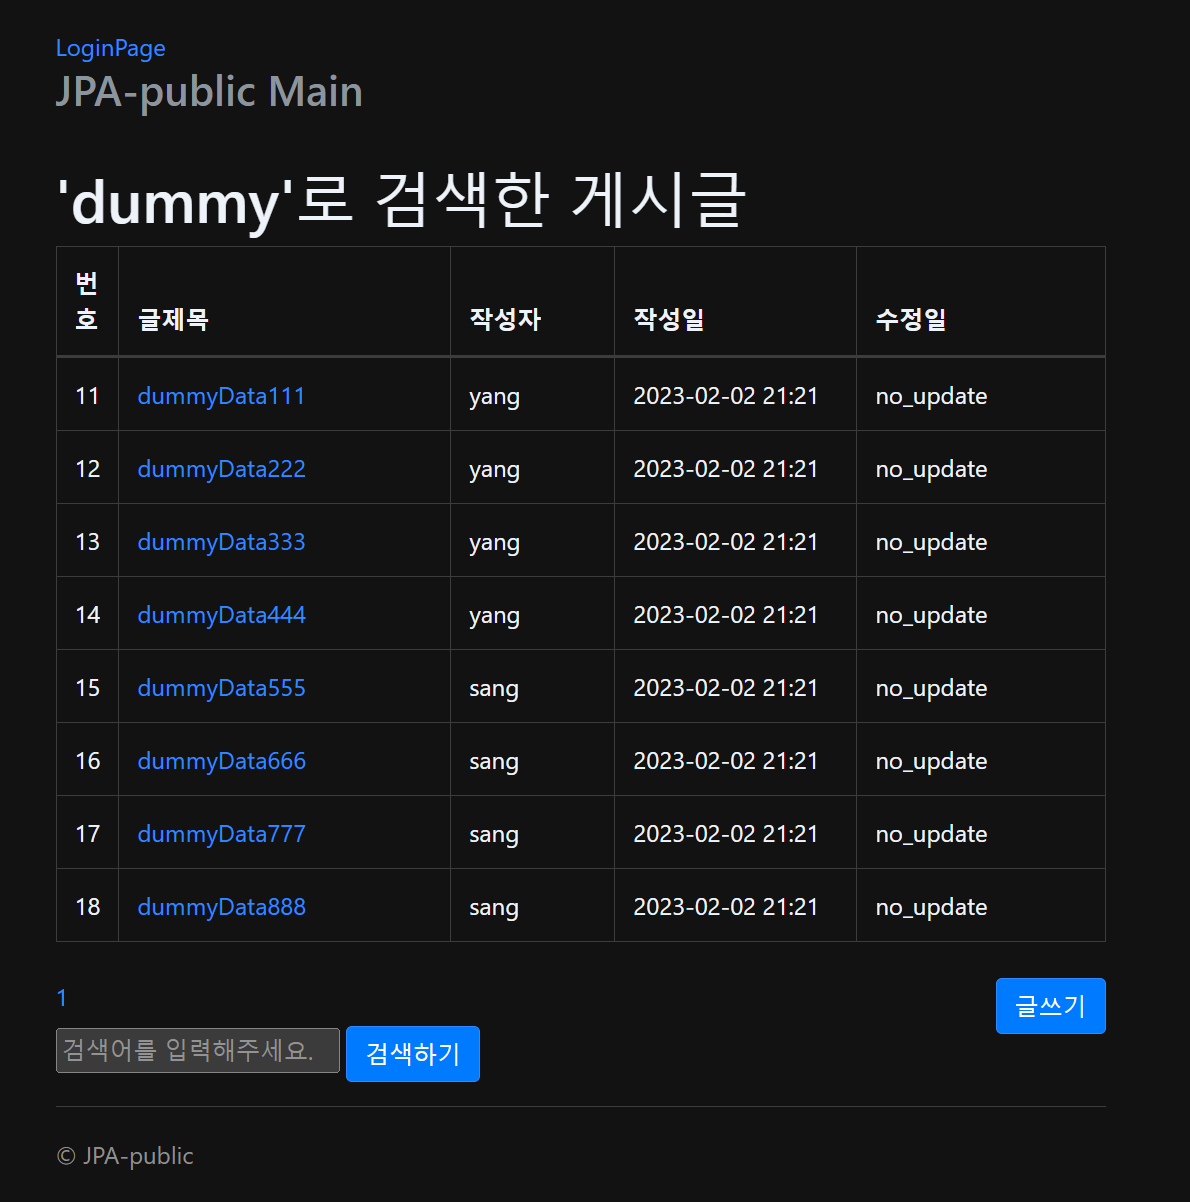 LoginPage
JPA-public Main
'dummy'로 검색한 게시글
번호 글제목 작성자 작성일 수정일
11 dummyData111 yang 2023-02-02 21:21 no_update
12 dummyData222 yang 2023-02-02 21:21 no_update
13 dummyData333 yang 2023-02-02 21:21 no_update
14 dummyData444 yang 2023-02-02 21:21 no_update
15 dummyData555 sang 2023-02-02 21:21 no_update
16 dummyData666 sang 2023-02-02 21:21 no_update
17 dummyData777 sang 2023-02-02 21:21 no_update
18 dummyData888 sang 2023-02-02 21:21 no_update
1 글쓰기
검색어를 입력해주세요. 검색하기
© JPA-public